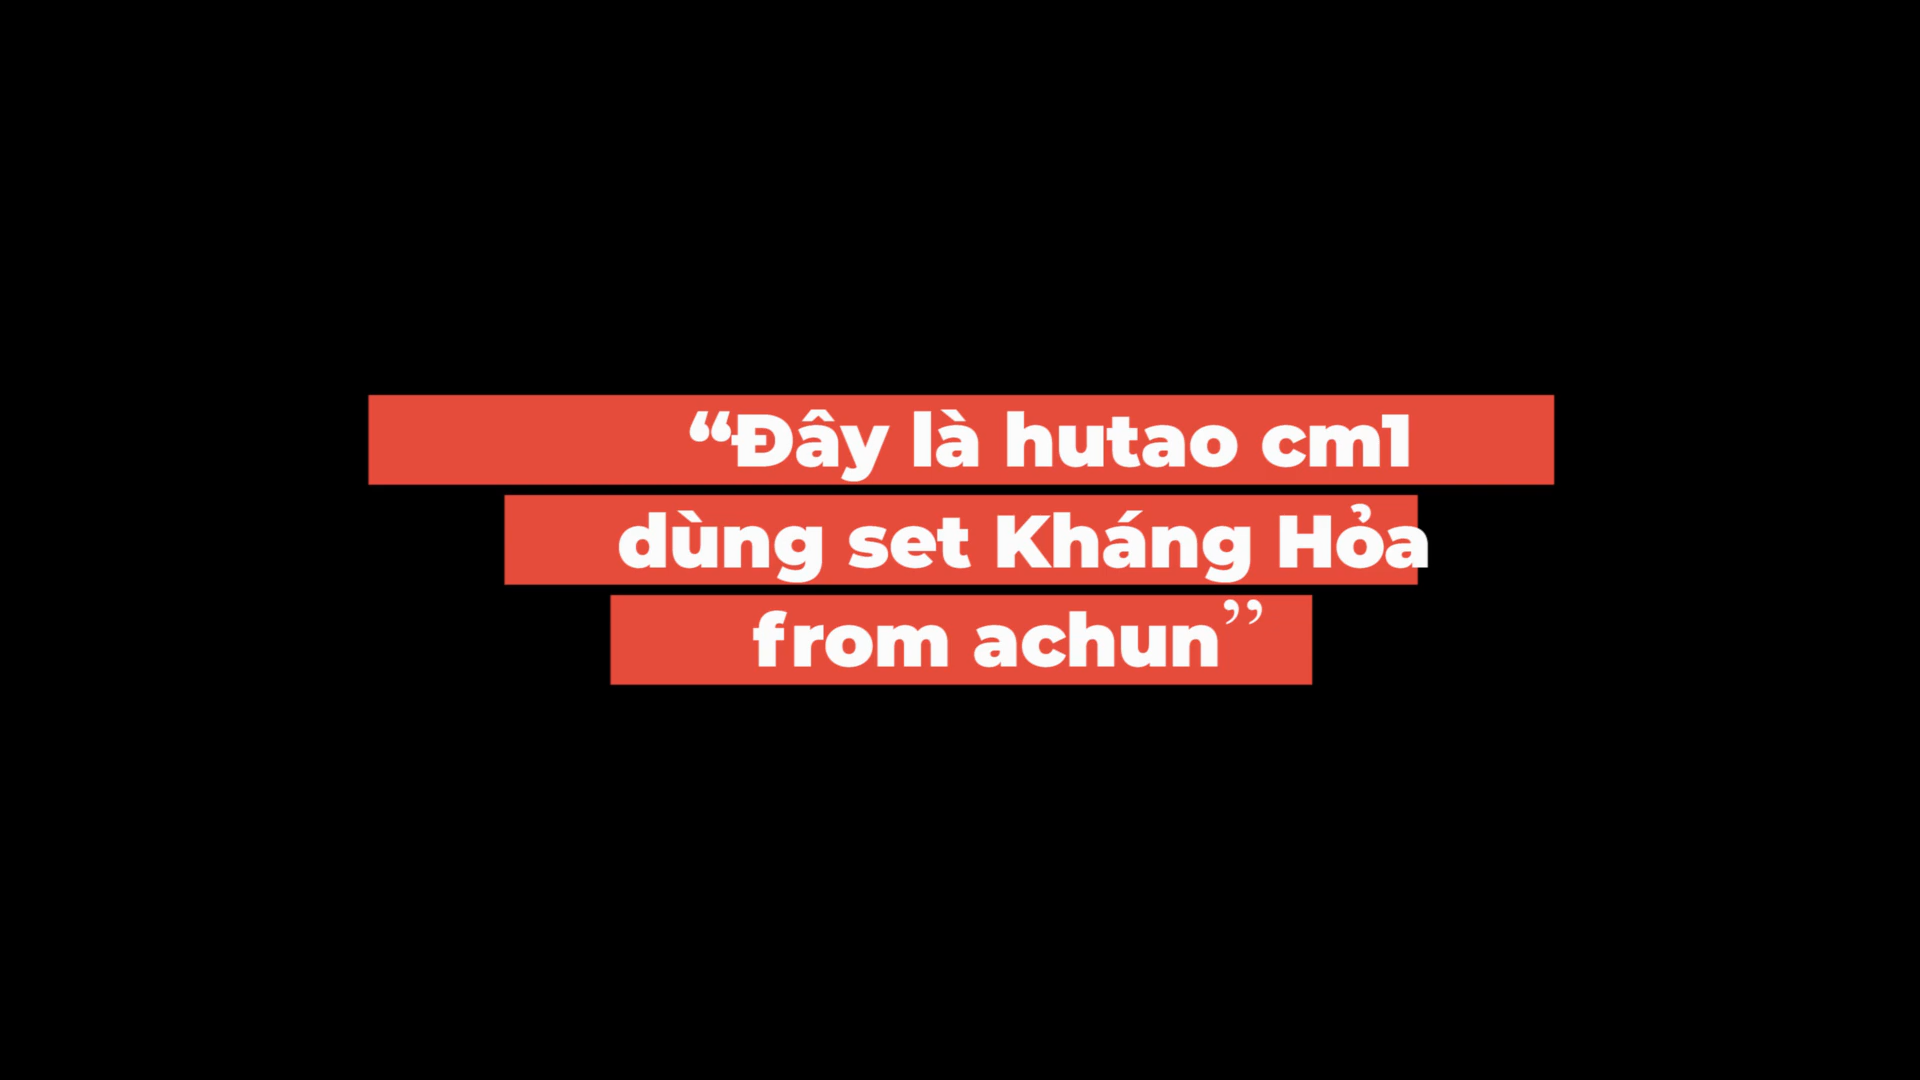 “Đây là hutao cm1
dùng set Kháng Hỏa
from achun”